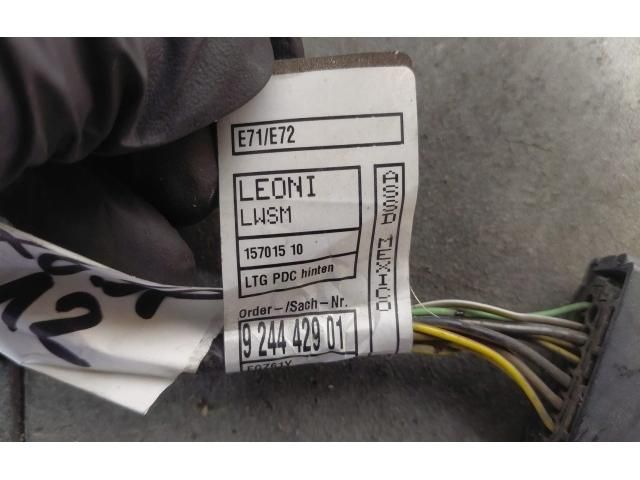 E71/E72
LEONI
LWSM
157015 10
LTG PDC hinten
ASSD MEXICO
Order-/Sach-Nr.
9 244 429 01